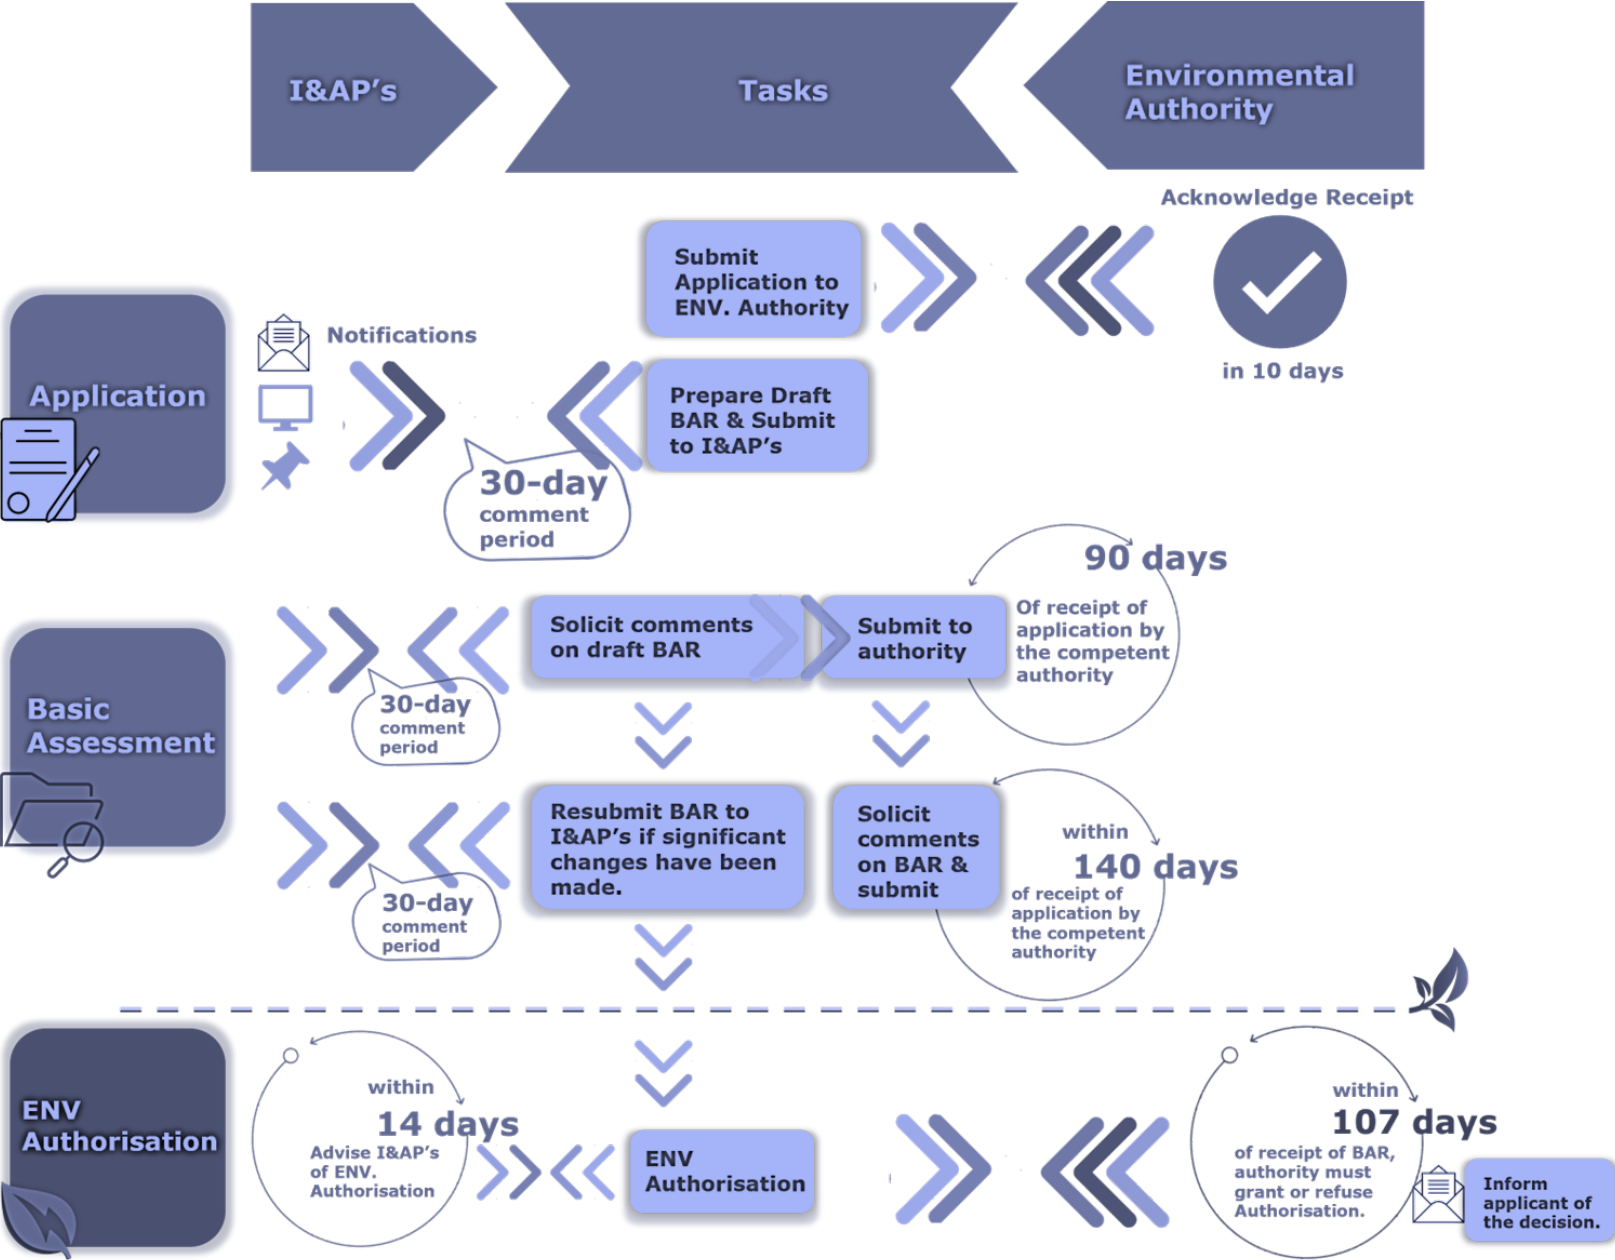 I&AP's
Tasks
Environmental
Authority
Acknowledge Receipt
in 10 days
Submit
Application to
ENV. Authority
Application
Notifications
Prepare Draft
BAR & Submit
to I&AP's
30-day
comment
period
Basic
Assessment
Solicit comments
on draft BAR
Submit to
authority
90 days
Of receipt of
application by
the competent
authority
30-day
comment
period
Resubmit BAR to
I&AP's if significant
changes have been
made.
Solicit
comments
on BAR &
submit
within
140 days
of receipt of
application by
the competent
authority
30-day
comment
period
ENV
Authorisation
within
14 days
Advise I&AP's
of ENV.
Authorisation
ENV
Authorisation
within
107 days
of receipt of BAR,
authority must
grant or refuse
Authorisation.
Inform
applicant of
the decision.